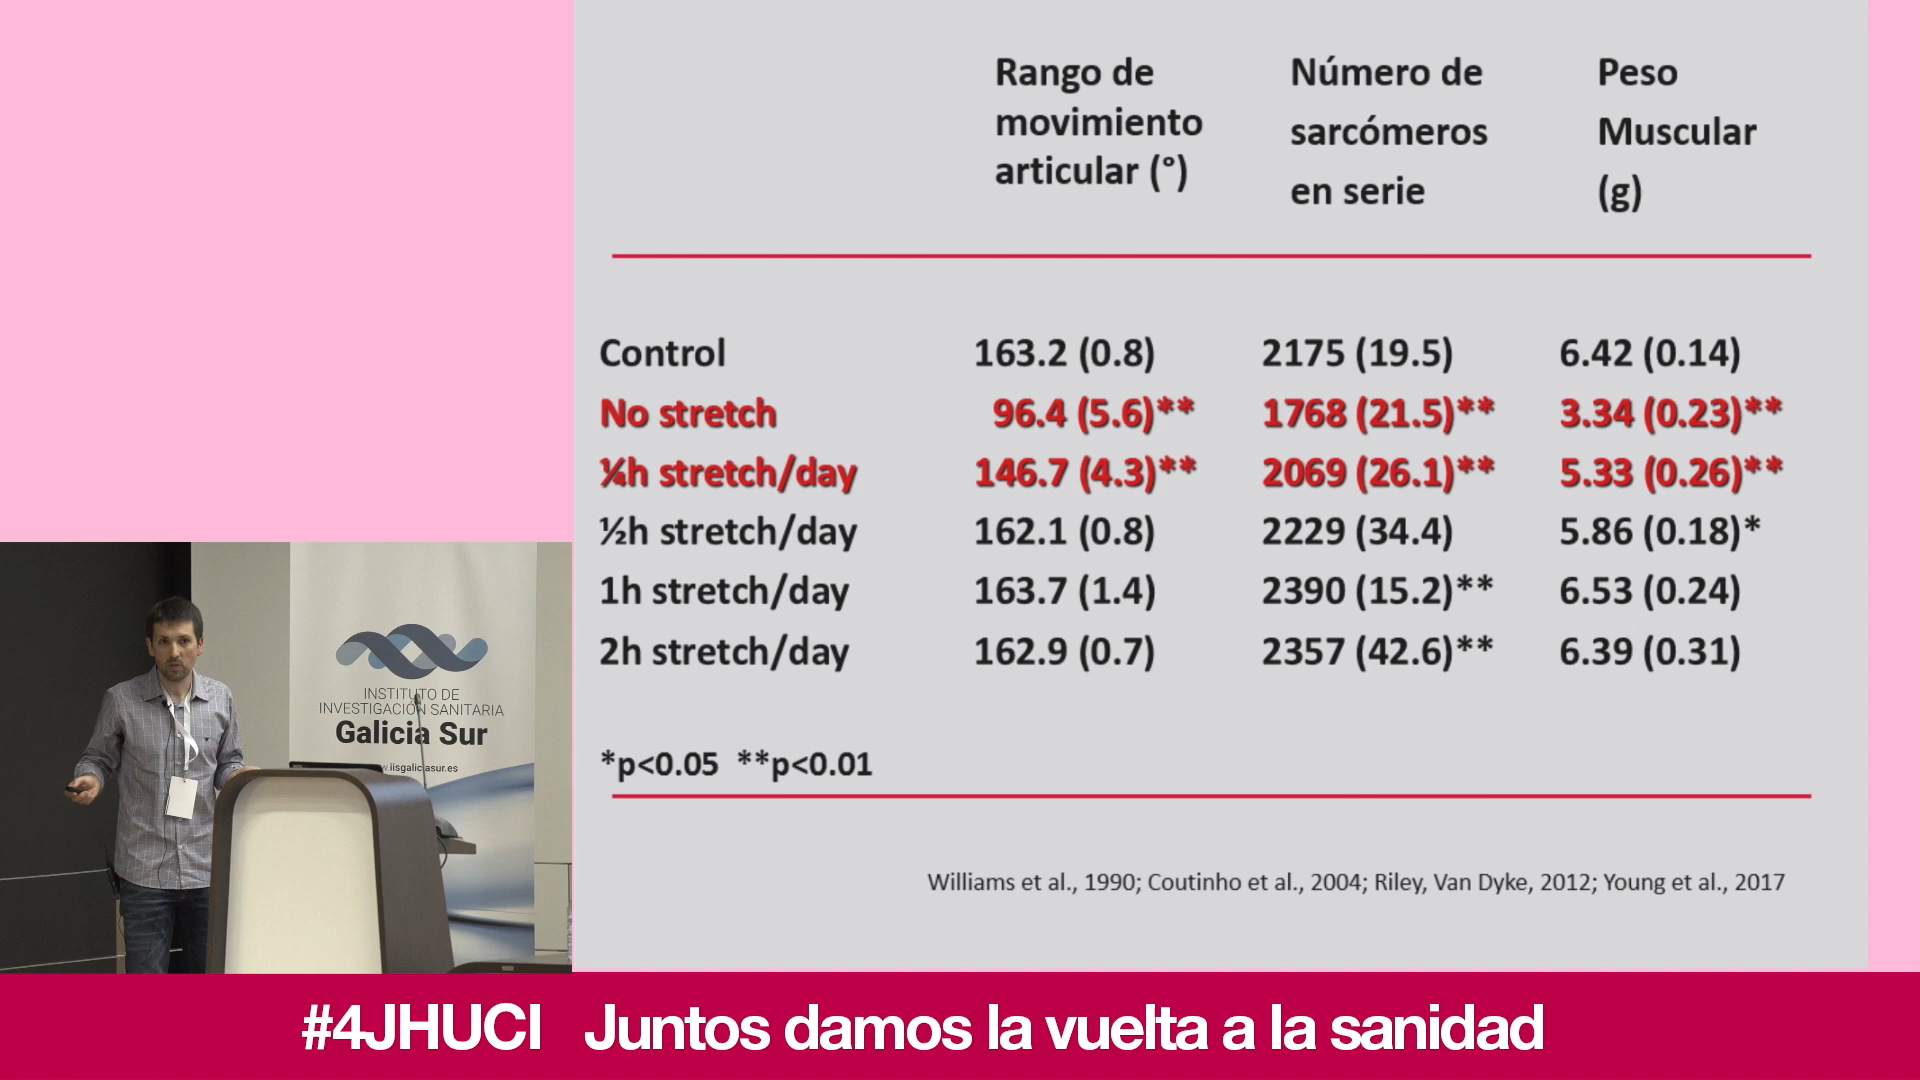 Rango de
movimiento
articular (°)
Número de
sarcómeros
en serie
Peso
Muscular
(g)
Control 163.2 (0.8) 2175 (19.5) 6.42 (0.14)
No stretch 96.4 (5.6)** 1768 (21.5)** 3.34 (0.23)**
¼h stretch/day 146.7 (4.3)** 2069 (26.1)** 5.33 (0.26)**
½h stretch/day 162.1 (0.8) 2229 (34.4) 5.86 (0.18)*
1h stretch/day 163.7 (1.4) 2390 (15.2)** 6.53 (0.24)
2h stretch/day 162.9 (0.7) 2357 (42.6)** 6.39 (0.31)
*p<0.05 **p<0.01
Williams et al., 1990; Coutinho et al., 2004; Riley, Van Dyke, 2012; Young et al., 2017
INSTITUTO DE
INVESTIGACIÓN SANITARIA
Galicia Sur
w.iisgaliciasur.es
#4JHUCI Juntos damos la vuelta a la sanidad